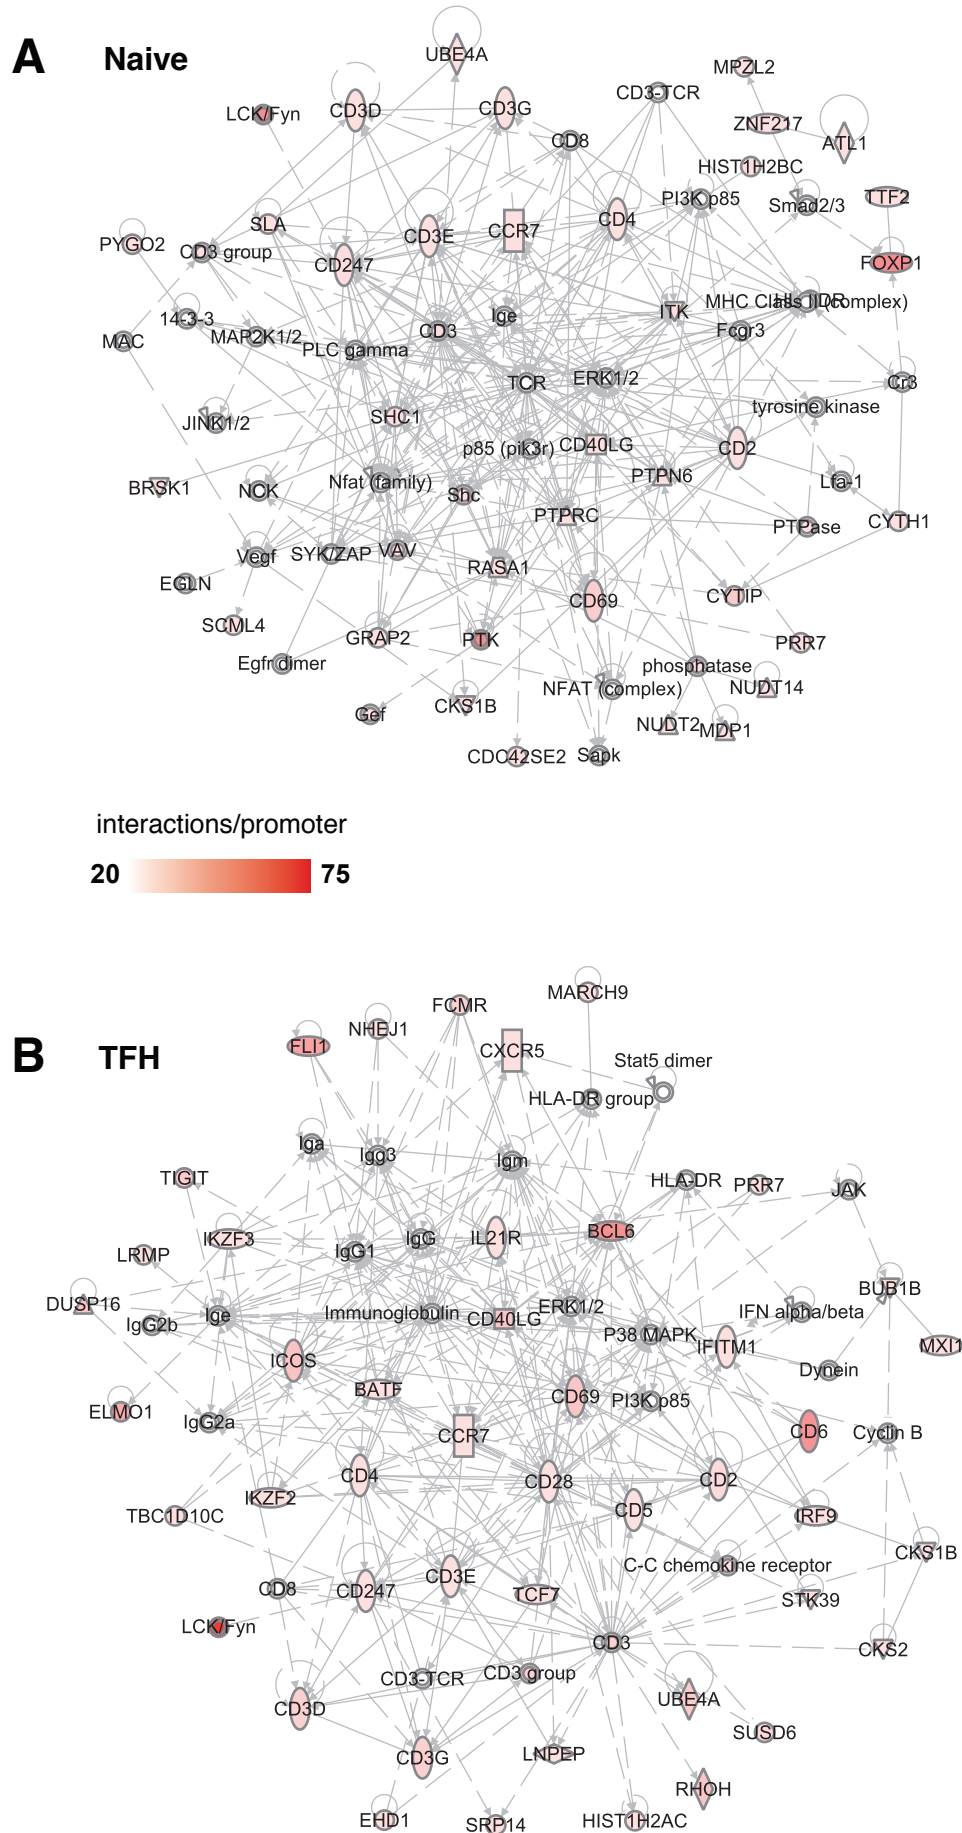 A Naive
UBE4A
MPZL2
CD3-TCR
LCK/Fyn
CD3D
CD3G
ZNF217
CD8
ATL1
HIST1H2BC
PI3K p85
Smad2/3
TTF2
SLA
CD3E
CCR7
CD4
PYGO2
CD3 group
CD247
FOXP1
MHC Class II (complex)
HLA-DR
14-3-3
Ige
ITK
MAC
MAP2K1/2
PLC gamma
CD3
Fcgr3
TCR
ERK1/2
Cr3
tyrosine kinase
JINK1/2
SHC1
p85 (pik3r)
CD40LG
CD2
BRSK1
NCK
Nfat (family)
Shc
PTPN6
Lfa-1
PTPRC
PTPase
CYTH1
Vegf
SYK/ZAP
VAV
RASA1
EGLN
CD69
CYTIP
SCML4
GRAP2
PTK
PRR7
Egfr dimer
phosphatase
NFAT (complex)
NUDT14
Gef
CKS1B
NUDT2
MDP1
CDC42SE2
Sapk
interactions/promoter
20 75
B TFH
MARCH9
FCMR
NHEJ1
FLI1
CXCR5
Stat5 dimer
HLA-DR group
Iga
Igg3
Igm
TIGIT
HLA-DR
PRR7
JAK
IKZF3
IgG1
IgG
IL21R
BCL6
LRMP
DUSP16
IgG2b
Ige
Immunoglobulin
CD40LG
ERK1/2
IFN alpha/beta
BUB1B
P38 MAPK
IFITM1
MXI1
ICOS
Dynein
BATF
CD69
PI3K p85
ELMO1
IgG2a
CCR7
CD6
Cyclin B
CD4
CD28
CD2
IKZF2
CD5
TBC1D10C
IRF9
CKS1B
C-C chemokine receptor
CD8
CD247
CD3E
TCF7
STK39
LCK/Fyn
CD3
CKS2
CD3-TCR
CD3 group
CD3D
UBE4A
SUSD6
CD3G
LNPEP
RHOH
EHD1
SRP14
HIST1H2AC